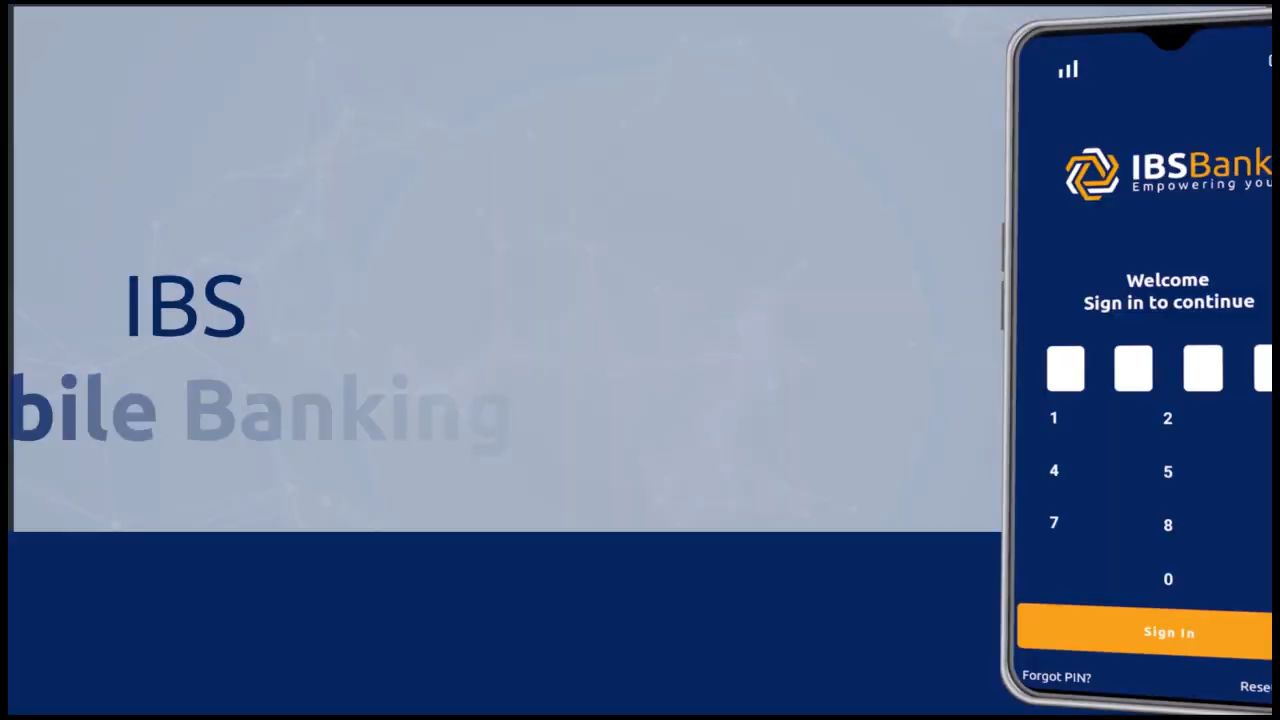 IBS
bile Banking
IBSBank
Empowering you
Welcome
Sign in to continue
1 2
4 5
7 8
0
Sign In
Forgot PIN?
Rese